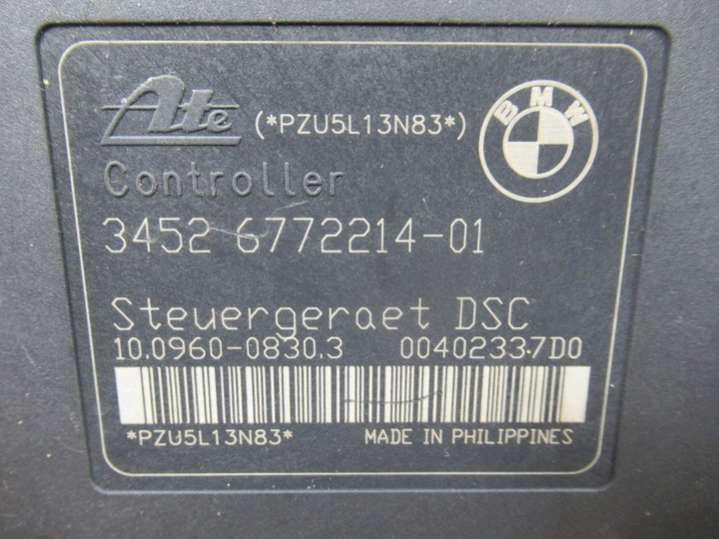 Ate (*PZU5L13N83*)
BMW
Controller
3452 6772214-01
Steuergeraet DSC
10.0960-0830.3 00402337D0
*PZU5L13N83* MADE IN PHILIPPINES